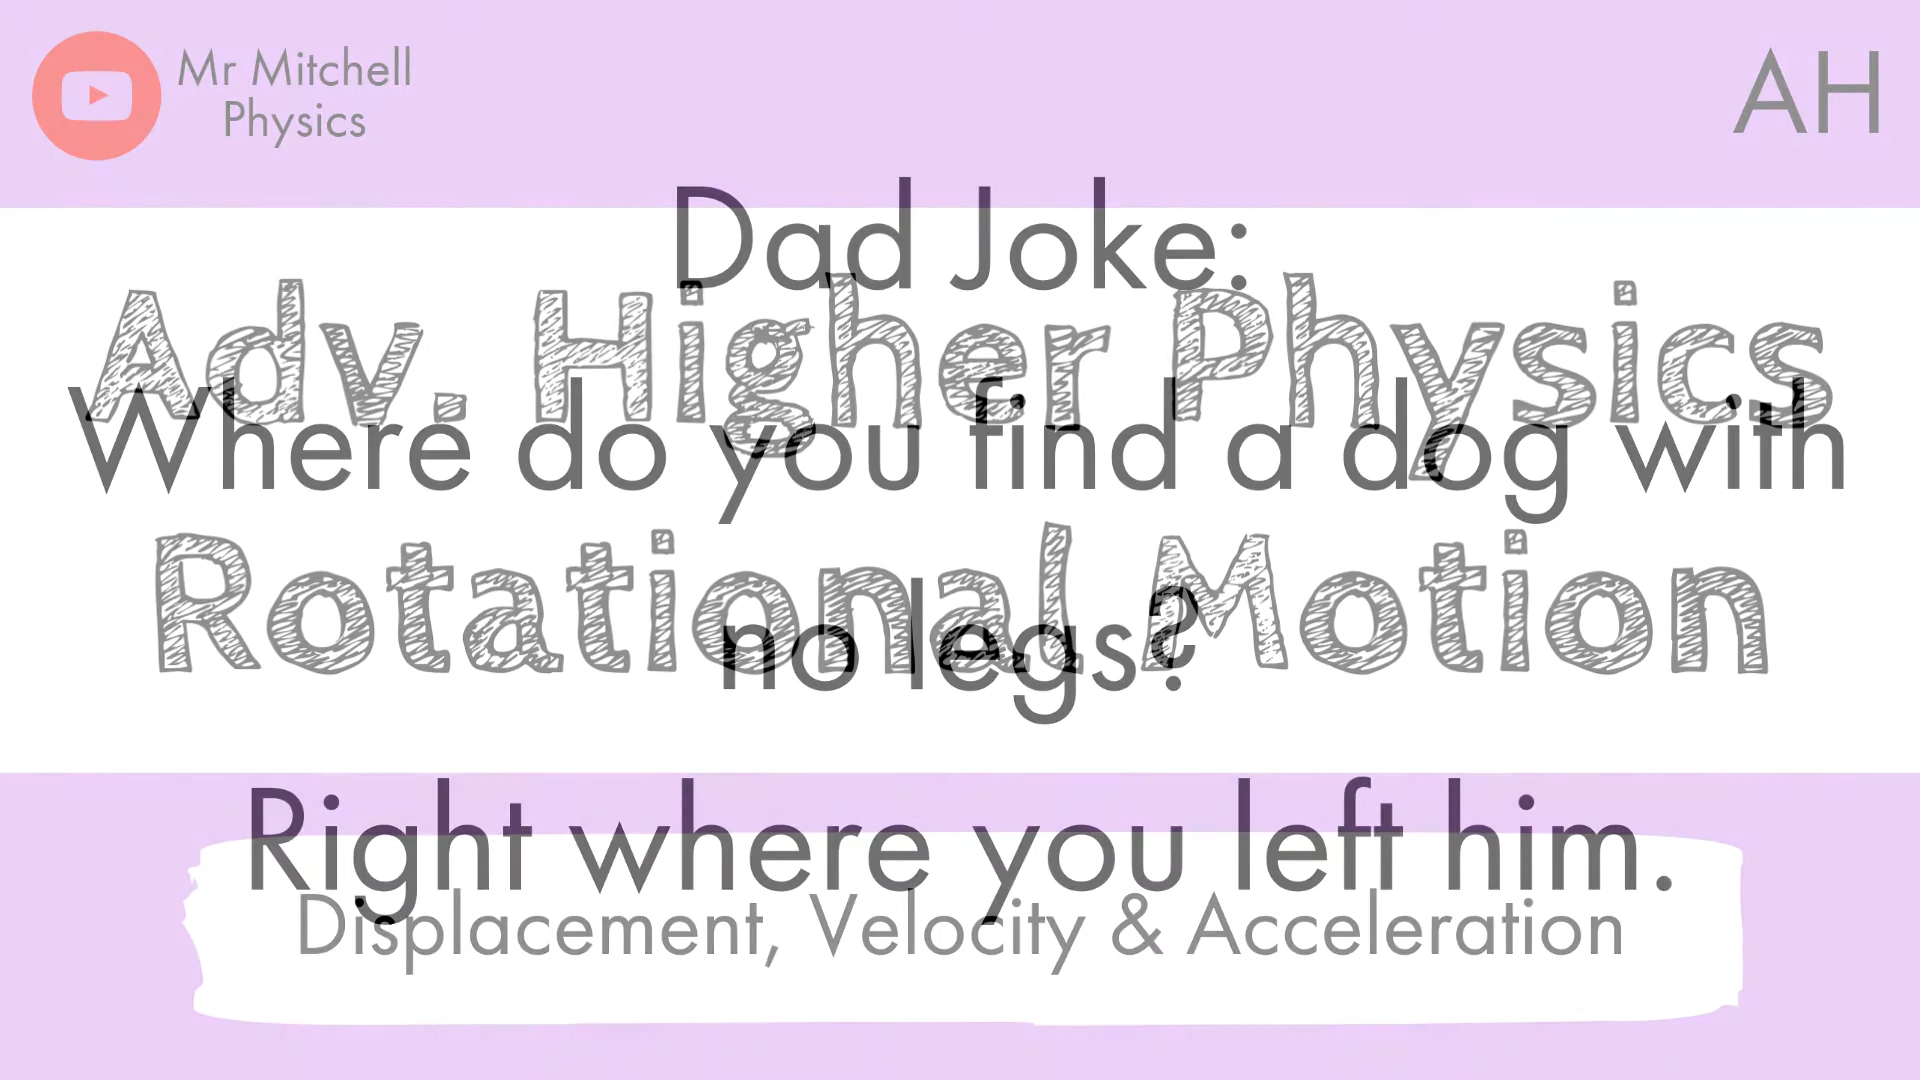 Mr Mitchell
Physics
AH
Dad Joke:
Adv. Higher Physics
Where do you find a dog with
Rotational Motion
no legs?
Right where you left him.
Displacement, Velocity & Acceleration